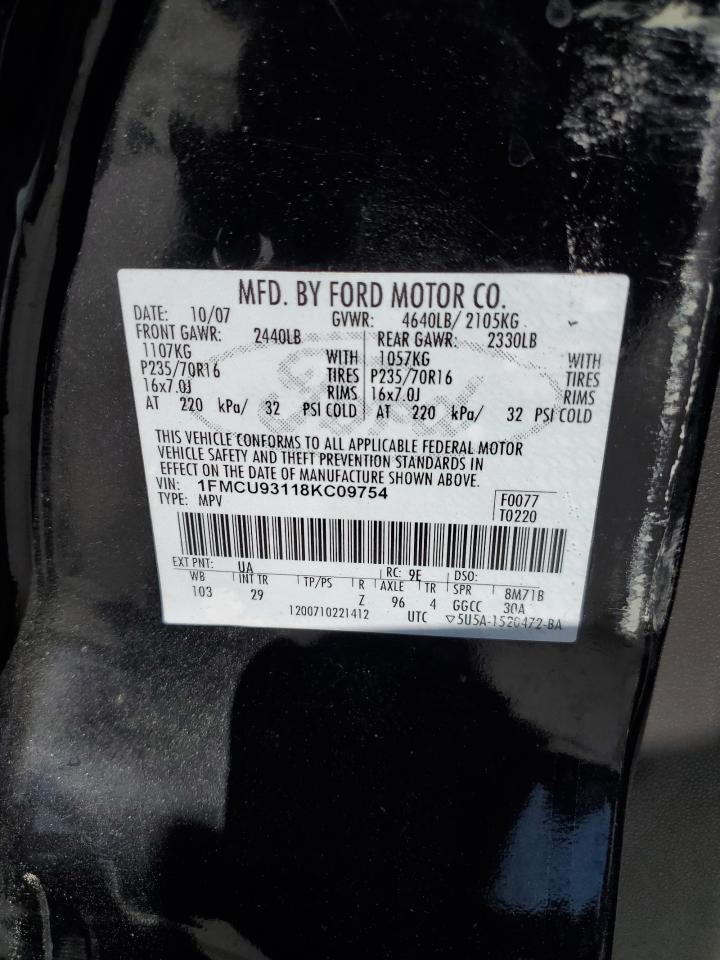 MFD. BY FORD MOTOR CO.
DATE: 10/07 GVWR: 4640LB/ 2105KG
FRONT GAWR: 2440LB REAR GAWR: 2330LB
1107KG WITH 1057KG WITH
P235/70R16 TIRES P235/70R16 TIRES
16x7.0J RIMS 16x7.0J RIMS
AT 220 kPa/ 32 PSI COLD AT 220 kPa/ 32 PSI COLD
THIS VEHICLE CONFORMS TO ALL APPLICABLE FEDERAL MOTOR
VEHICLE SAFETY AND THEFT PREVENTION STANDARDS IN
EFFECT ON THE DATE OF MANUFACTURE SHOWN ABOVE.
VIN: 1FMCU93118KC09754
TYPE: MPV
F0077
T0220
EXT PNT: UA RC: 9E DSO:
WB INT TR TP/PS R AXLE TR SPR 8M71B
103 29 Z 96 4 GGCC 30A
1200710221412 UTC ▽5U5A-1520472-BA